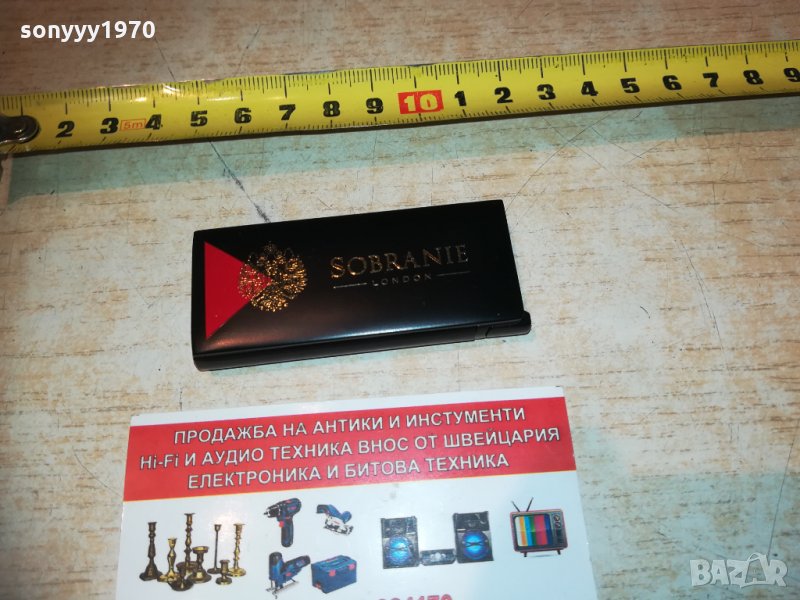 sonyyy1970
2 3 5m 4 5 6 7 8 9 10 1 2 3 4 5 6 7 8 9
SOBRANIE
LONDON
ПРОДАЖБА НА АНТИКИ И ИНСТУМЕНТИ
Hi-Fi И АУДИО ТЕХНИКА ВНОС ОТ ШВЕЙЦАРИЯ
ЕЛЕКТРОНИКА И БИТОВА ТЕХНИКА
BAZAR